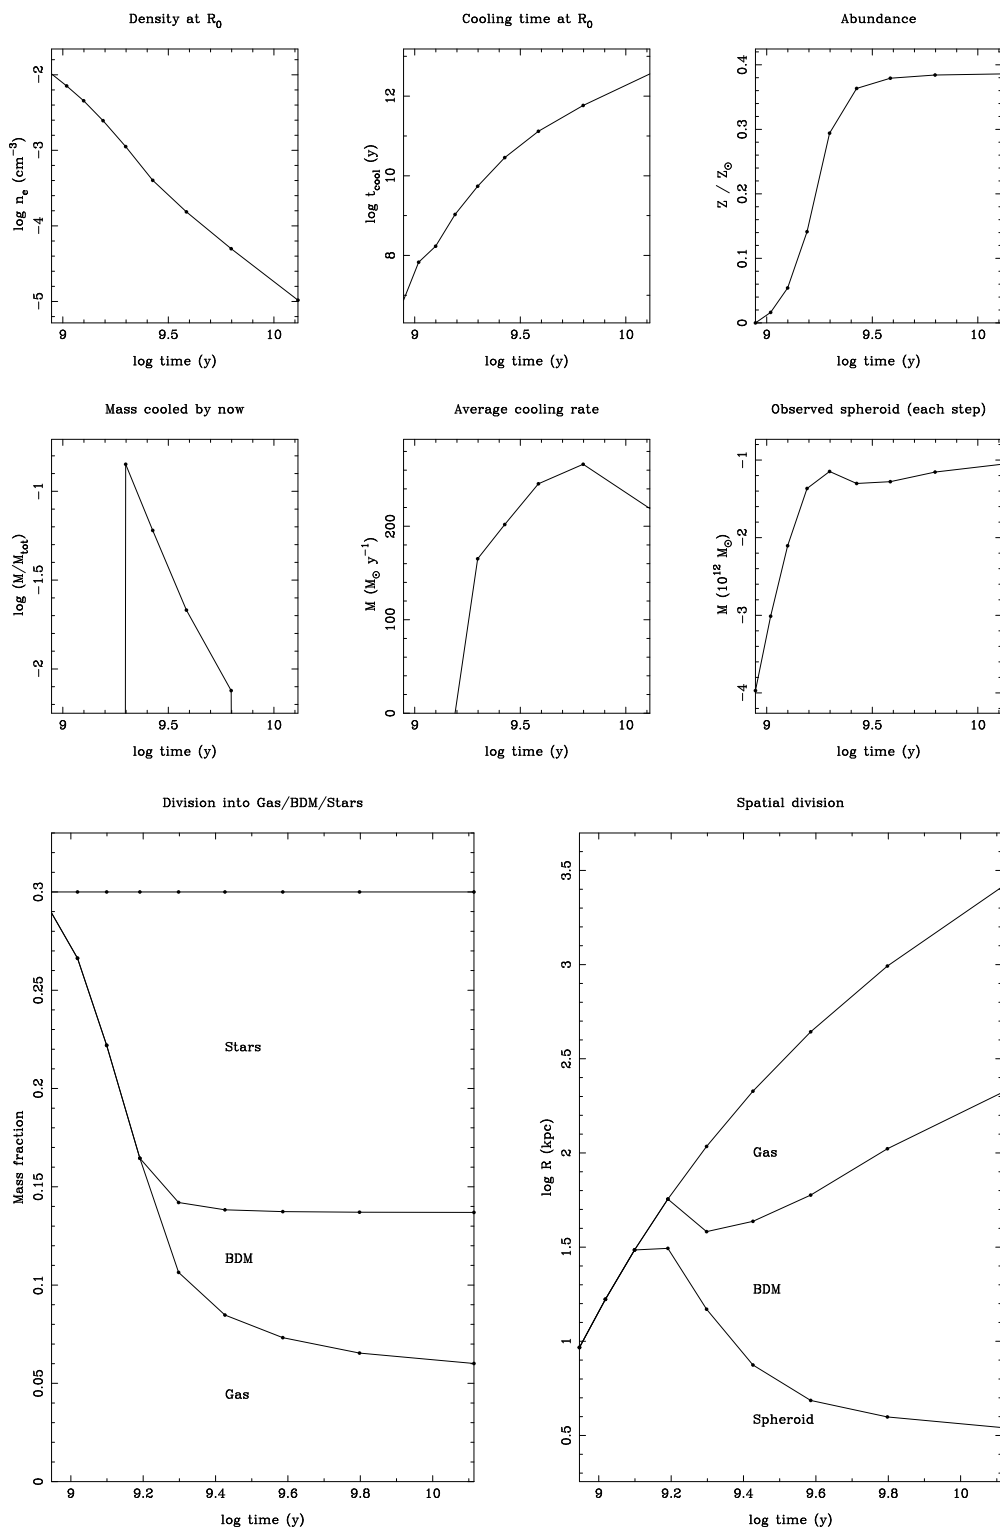 Density at R₀
Cooling time at R₀
Abundance
log nₑ (cm⁻³)
-2
-3
-4
-5
9
9.5
10
log time (y)
log t_cool (y)
12
10
8
9
9.5
10
log time (y)
Z / Z⊙
0.4
0.3
0.2
0.1
0
9
9.5
10
log time (y)
Mass cooled by now
Average cooling rate
Observed spheroid (each step)
log (M/M_tot)
-1
-1.5
-2
9
9.5
10
log time (y)
M (M⊙ y⁻¹)
200
100
0
9
9.5
10
log time (y)
M (10¹² M⊙)
-1
-2
-3
-4
9
9.5
10
log time (y)
Division into Gas/BDM/Stars
Spatial division
Mass fraction
0.3
0.25
0.2
0.15
0.1
0.05
0
Stars
BDM
Gas
9
9.2
9.4
9.6
9.8
10
log time (y)
log R (kpc)
3.5
3
2.5
2
1.5
1
0.5
Gas
BDM
Spheroid
9
9.2
9.4
9.6
9.8
10
log time (y)